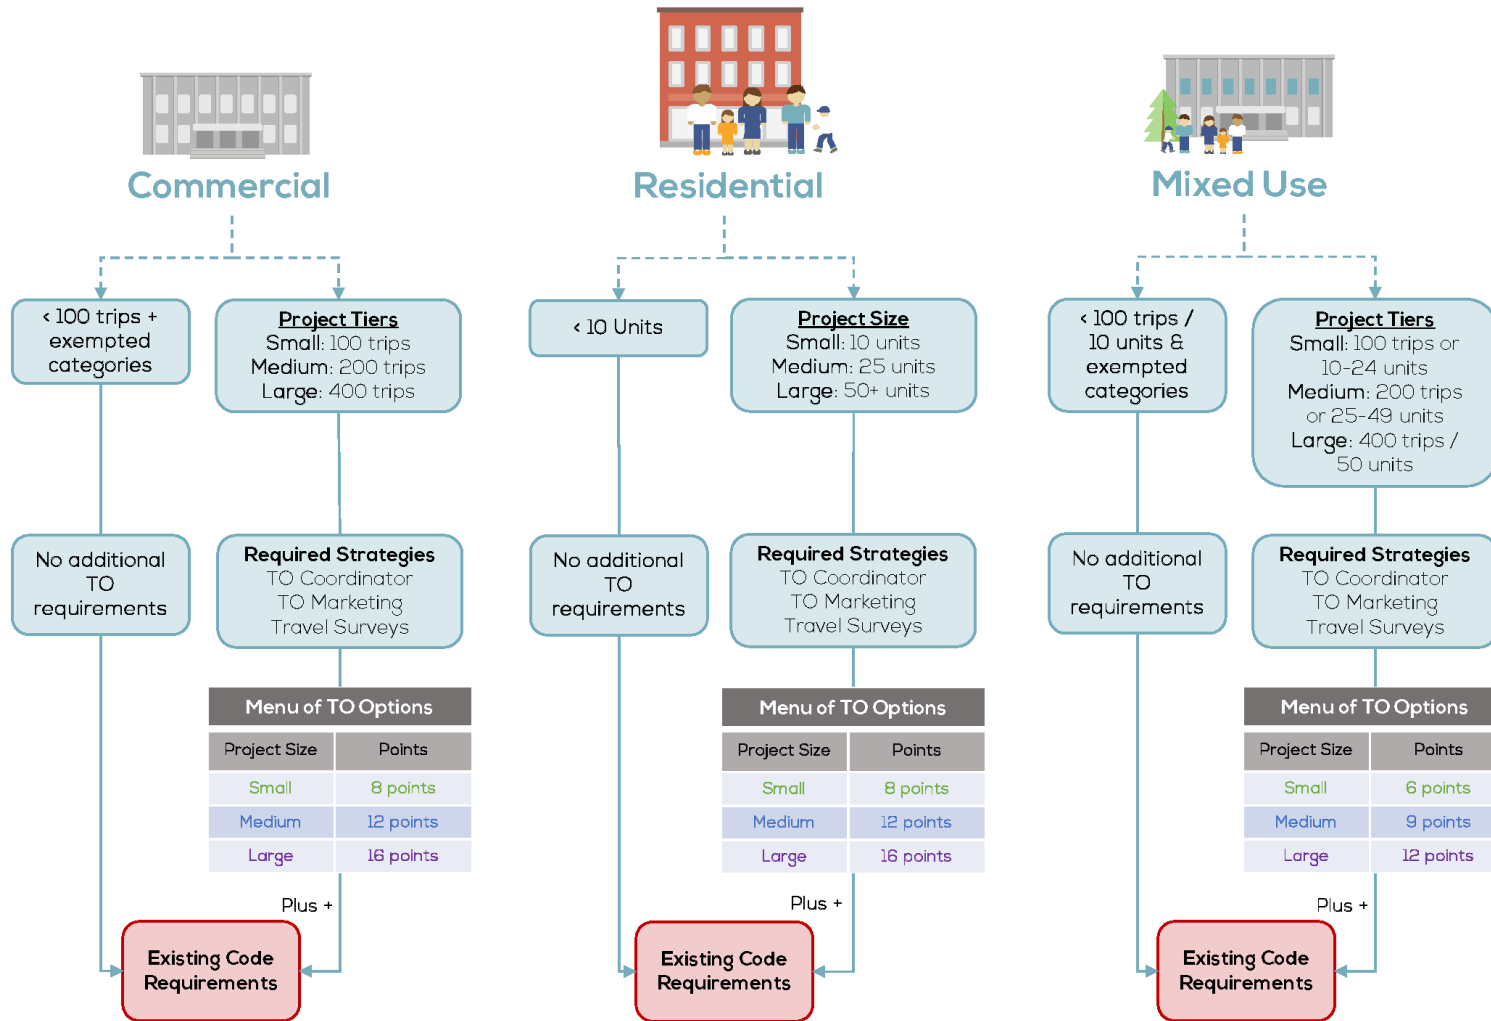 Commercial
< 100 trips +
exempted
categories
Project Tiers
Small: 100 trips
Medium: 200 trips
Large: 400 trips
No additional
TO
requirements
Required Strategies
TO Coordinator
TO Marketing
Travel Surveys
Menu of TO Options
Project Size Points
Small 8 points
Medium 12 points
Large 16 points
Plus +
Existing Code
Requirements
Residential
< 10 Units
Project Size
Small: 10 units
Medium: 25 units
Large: 50+ units
No additional
TO
requirements
Required Strategies
TO Coordinator
TO Marketing
Travel Surveys
Menu of TO Options
Project Size Points
Small 8 points
Medium 12 points
Large 16 points
Plus +
Existing Code
Requirements
Mixed Use
< 100 trips /
10 units &
exempted
categories
Project Tiers
Small: 100 trips or
10-24 units
Medium: 200 trips
or 25-49 units
Large: 400 trips /
50 units
No additional
TO
requirements
Required Strategies
TO Coordinator
TO Marketing
Travel Surveys
Menu of TO Options
Project Size Points
Small 6 points
Medium 9 points
Large 12 points
Plus +
Existing Code
Requirements